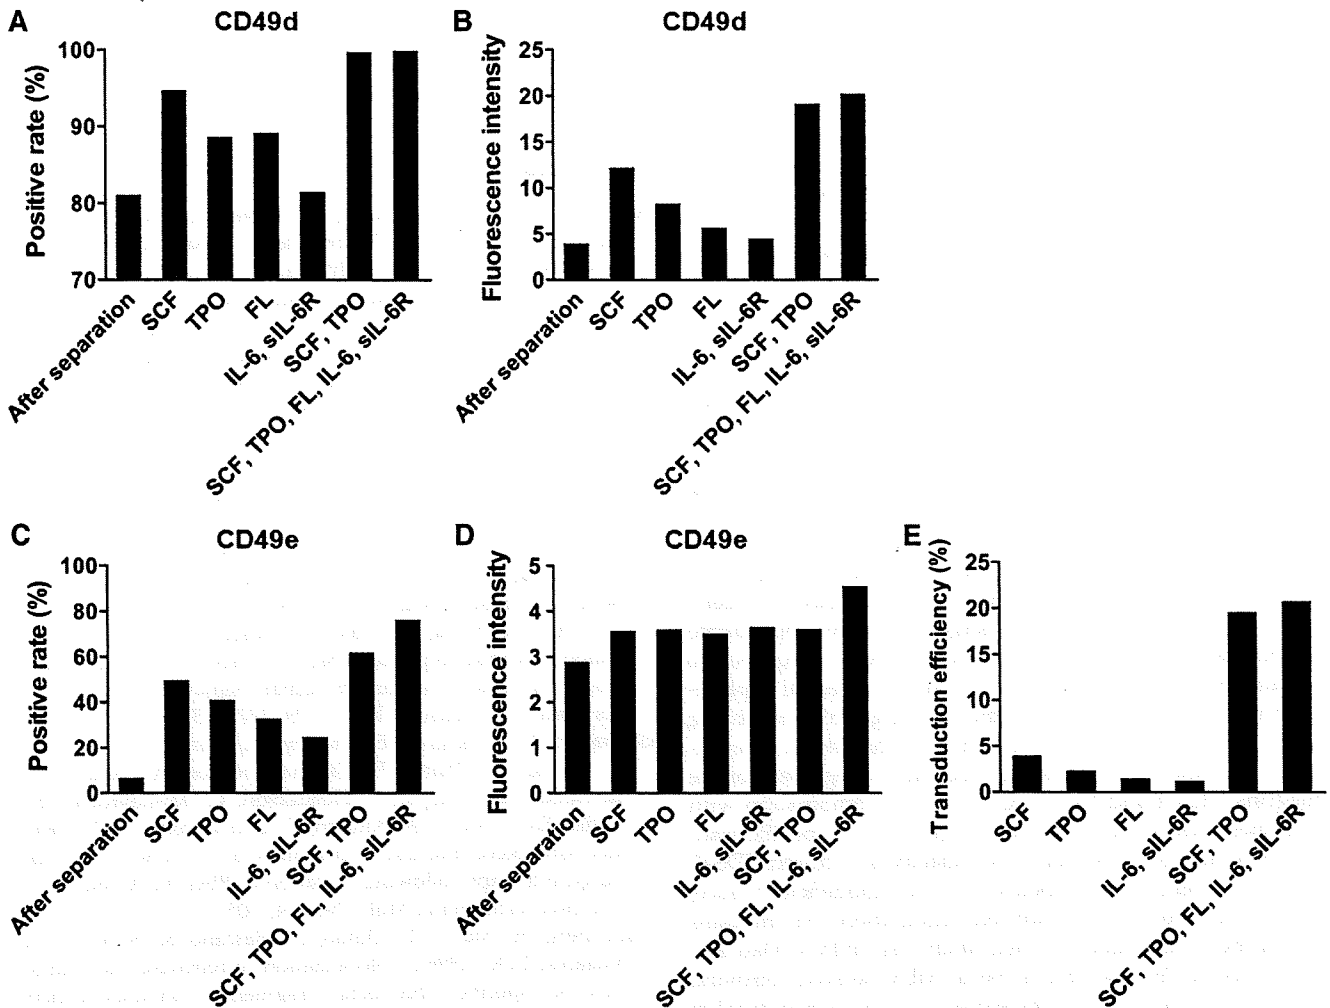 A
CD49d
Positive rate (%)
100
90
80
70
After separation
SCF
TPO
FL
IL-6, sIL-6R
SCF, TPO
SCF, TPO, FL, IL-6, sIL-6R
B
CD49d
Fluorescence intensity
25
20
15
10
5
0
After separation
SCF
TPO
FL
IL-6, sIL-6R
SCF, TPO
SCF, TPO, FL, IL-6, sIL-6R
C
CD49e
Positive rate (%)
100
80
60
40
20
0
After separation
SCF
TPO
FL
IL-6, sIL-6R
SCF, TPO
SCF, TPO, FL, IL-6, sIL-6R
D
CD49e
Fluorescence intensity
5
4
3
2
1
0
After separation
SCF
TPO
FL
IL-6, sIL-6R
SCF, TPO
SCF, TPO, FL, IL-6, sIL-6R
E
Transduction efficiency (%)
25
20
15
10
5
0
SCF
TPO
FL
IL-6, sIL-6R
SCF, TPO
SCF, TPO, FL, IL-6, sIL-6R